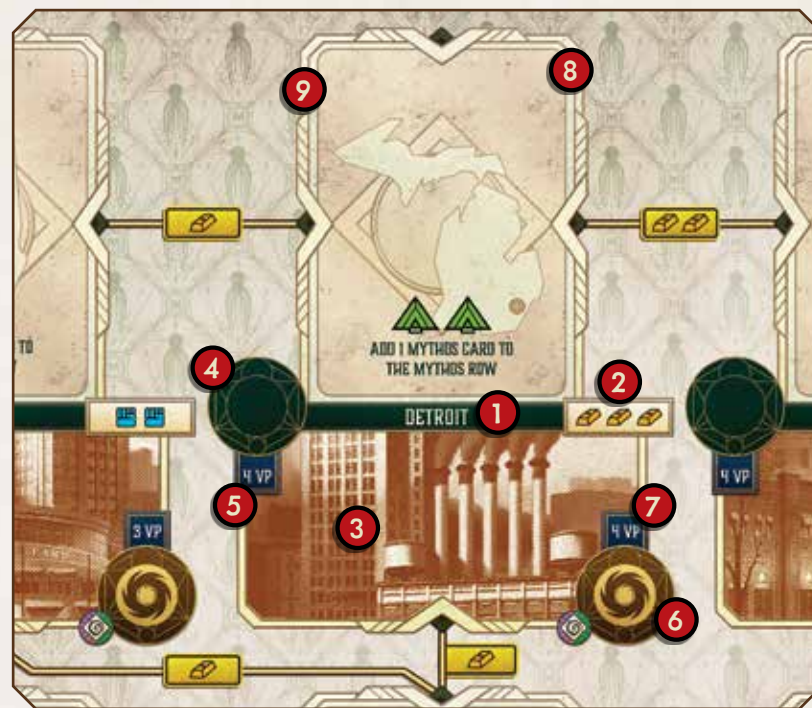 9
8
TO
ADD 1 MYTHOS CARD TO
THE MYTHOS ROW
4
2
DETROIT
1
4 VP
4 VP
5
3
7
3 VP
4 VP
6